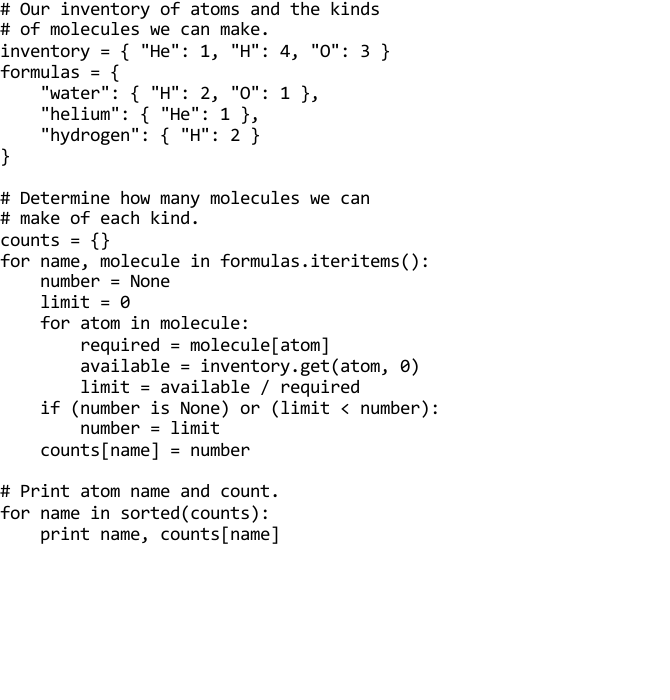 # Our inventory of atoms and the kinds
# of molecules we can make.
inventory = { "He": 1, "H": 4, "O": 3 }
formulas = {
    "water": { "H": 2, "O": 1 },
    "helium": { "He": 1 },
    "hydrogen": { "H": 2 }
}

# Determine how many molecules we can
# make of each kind.
counts = {}
for name, molecule in formulas.iteritems():
    number = None
    limit = 0
    for atom in molecule:
        required = molecule[atom]
        available = inventory.get(atom, 0)
        limit = available / required
    if (number is None) or (limit < number):
        number = limit
    counts[name] = number

# Print atom name and count.
for name in sorted(counts):
    print name, counts[name]